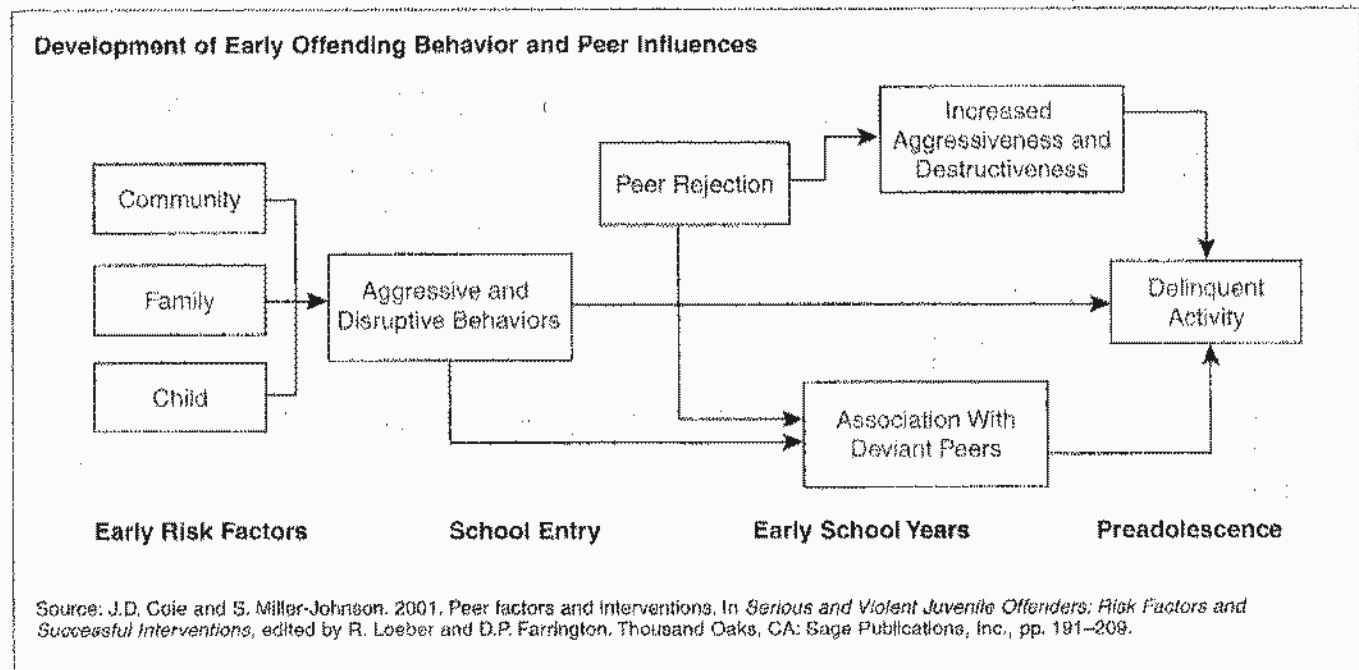 Development of Early Offending Behavior and Peer Influences
Increased
Aggressiveness and
Destructiveness
Peer Rejection
Community
Family
Child
Aggressive and
Disruptive Behaviors
Delinquent
Activity
Association With
Deviant Peers
Early Risk Factors
School Entry
Early School Years
Preadolescence
Source: J.D. Coie and S. Miller-Johnson. 2001. Peer factors and interventions. In Serious and Violent Juvenile Offenders: Risk Factors and
Successful Interventions, edited by R. Loeber and D.P. Farrington. Thousand Oaks, CA: Sage Publications, Inc., pp. 191–209.